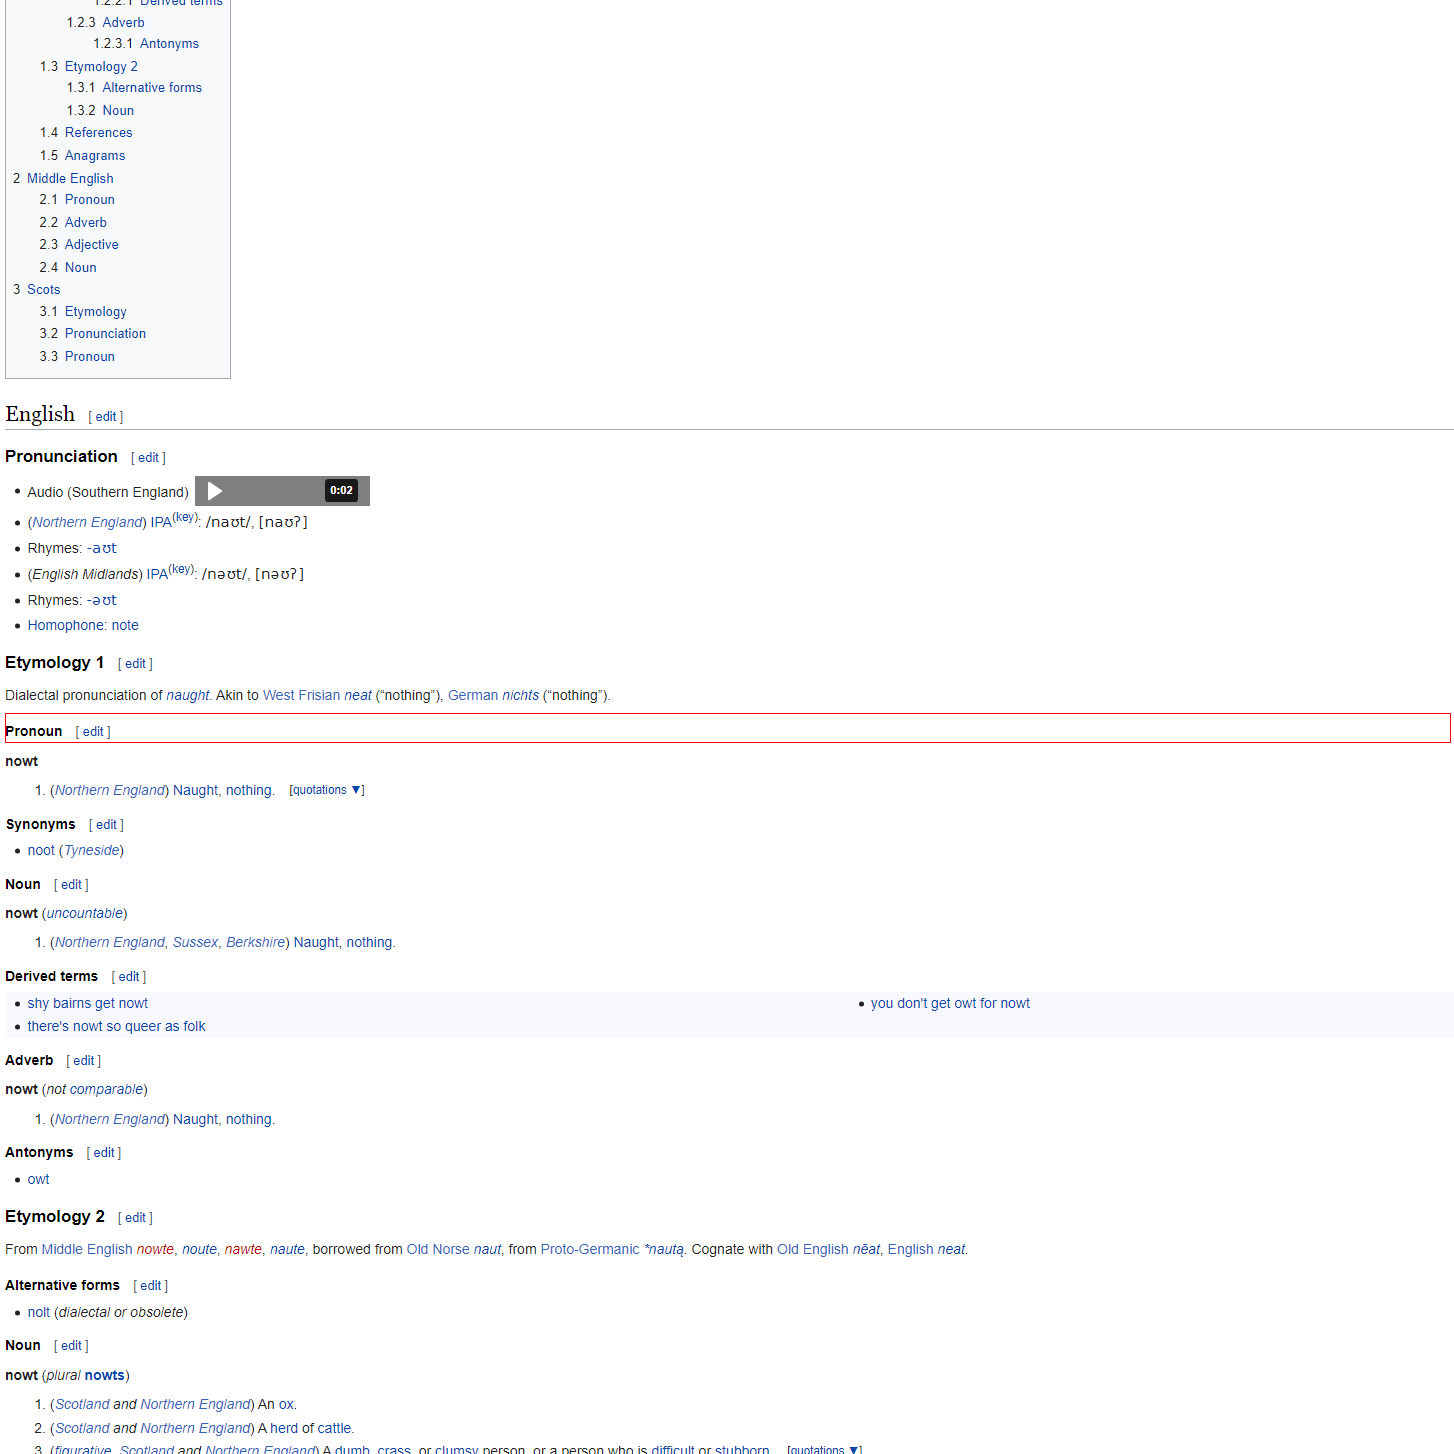 1.2.2.1 Derived terms
1.2.3 Adverb
1.2.3.1 Antonyms
1.3 Etymology 2
1.3.1 Alternative forms
1.3.2 Noun
1.4 References
1.5 Anagrams
2 Middle English
2.1 Pronoun
2.2 Adverb
2.3 Adjective
2.4 Noun
3 Scots
3.1 Etymology
3.2 Pronunciation
3.3 Pronoun
English [ edit ]
Pronunciation [ edit ]
• Audio (Southern England) 0:02
• (Northern England) IPA(key): /naʊt/, [naʊʔ]
• Rhymes: -aʊt
• (English Midlands) IPA(key): /nəʊt/, [nəʊʔ]
• Rhymes: -əʊt
• Homophone: note
Etymology 1 [ edit ]
Dialectal pronunciation of naught. Akin to West Frisian neat (“nothing”), German nichts (“nothing”).
Pronoun [ edit ]
nowt
1. (Northern England) Naught, nothing. [quotations ▼]
Synonyms [ edit ]
• noot (Tyneside)
Noun [ edit ]
nowt (uncountable)
1. (Northern England, Sussex, Berkshire) Naught, nothing.
Derived terms [ edit ]
• shy bairns get nowt
• there's nowt so queer as folk
• you don't get owt for nowt
Adverb [ edit ]
nowt (not comparable)
1. (Northern England) Naught, nothing.
Antonyms [ edit ]
• owt
Etymology 2 [ edit ]
From Middle English nowte, noute, nawte, naute, borrowed from Old Norse naut, from Proto-Germanic *nautą. Cognate with Old English nēat, English neat.
Alternative forms [ edit ]
• nolt (dialectal or obsolete)
Noun [ edit ]
nowt (plural nowts)
1. (Scotland and Northern England) An ox.
2. (Scotland and Northern England) A herd of cattle.
3. (figurative, Scotland and Northern England) A dumb, crass, or clumsy person, or a person who is difficult or stubborn. [quotations ▼]